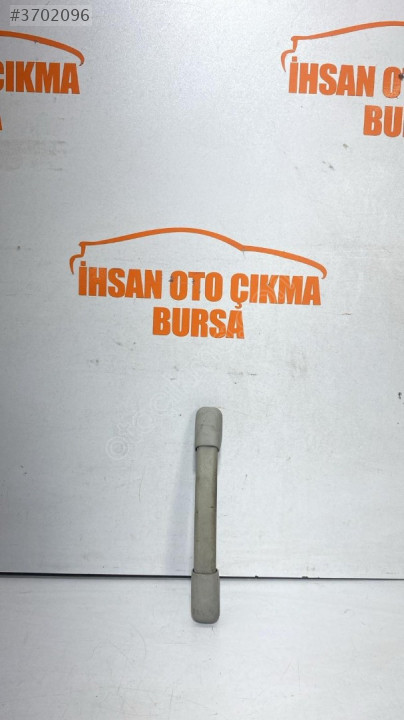 #3702096
ÇIKMA
A
İHSAN OT
BU
İHSAN OTO ÇIKMA
BURSA